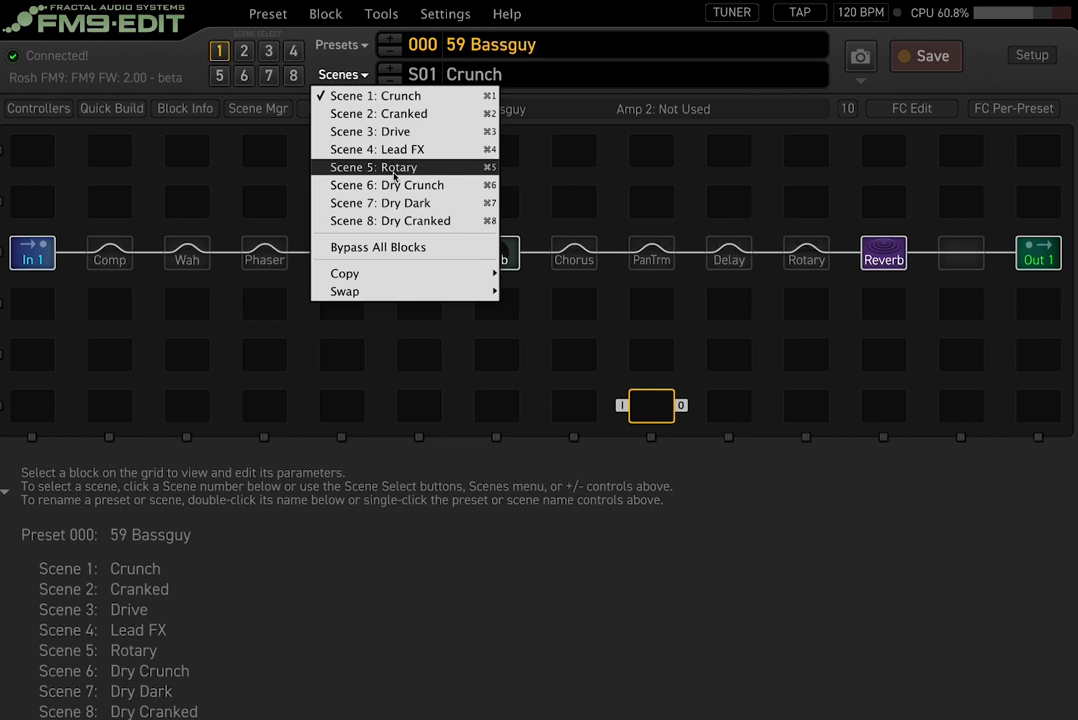 FRACTAL AUDIO SYSTEMS
FM9-EDIT
Preset Block Tools Settings Help
TUNER TAP 120 BPM CPU 60.8%
Connected!
Rosh FM9: FM9 FW: 2.00 - beta
SCENE SELECT
1 2 3 4
5 6 7 8
Presets
+
-
000 59 Bassguy
Scenes
+
-
S01 Crunch
Save
Setup
Controllers Quick Build Block Info Scene Mgr
Amp 2: Not Used 10 FC Edit FC Per-Preset
✓ Scene 1: Crunch ⌘1
Scene 2: Cranked ⌘2
Scene 3: Drive ⌘3
Scene 4: Lead FX ⌘4
Scene 5: Rotary ⌘5
Scene 6: Dry Crunch ⌘6
Scene 7: Dry Dark ⌘7
Scene 8: Dry Cranked ⌘8
Bypass All Blocks
Copy
Swap
In 1 Comp Wah Phaser Chorus PanTrm Delay Rotary Reverb Out 1
I O
Select a block on the grid to view and edit its parameters.
To select a scene, click a Scene number below or use the Scene Select buttons, Scenes menu, or +/- controls above.
To rename a preset or scene, double-click its name below or single-click the preset or scene name controls above.
Preset 000: 59 Bassguy
Scene 1: Crunch
Scene 2: Cranked
Scene 3: Drive
Scene 4: Lead FX
Scene 5: Rotary
Scene 6: Dry Crunch
Scene 7: Dry Dark
Scene 8: Dry Cranked